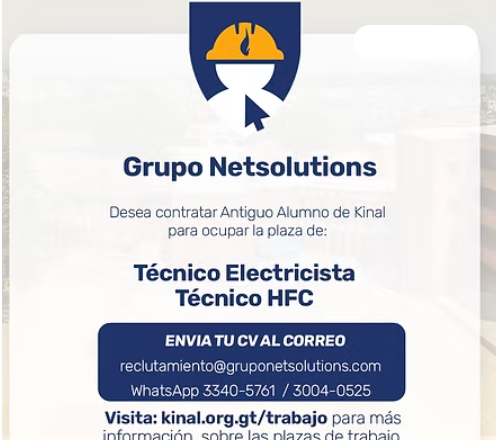 Grupo Netsolutions
Desea contratar Antiguo Alumno de Kinal
para ocupar la plaza de:
Técnico Electricista
Técnico HFC
ENVIA TU CV AL CORREO
reclutamiento@gruponetsolutions.com
WhatsApp 3340-5761 / 3004-0525
Visita: kinal.org.gt/trabajo para más
información, sobre las plazas de trabajo